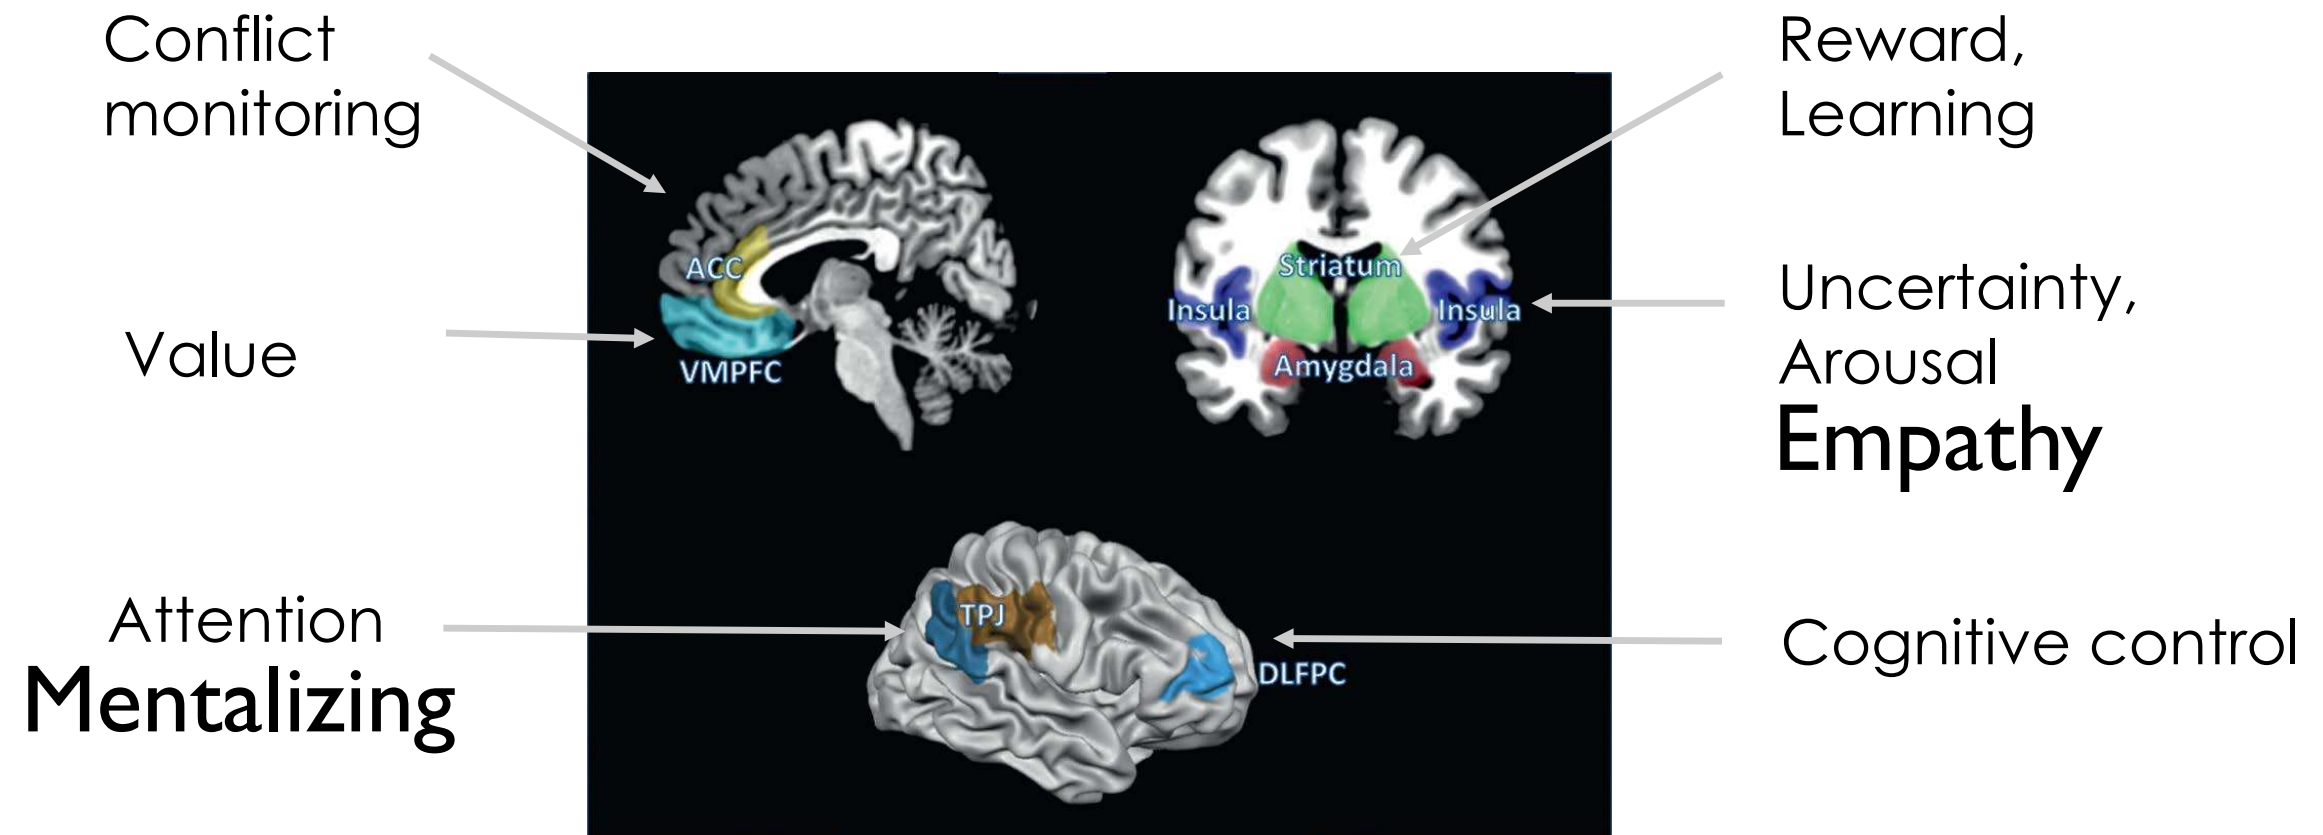 Conflict
monitoring
Value
Attention
Mentalizing
ACC
VMPFC
Striatum
Insula
Insula
Amygdala
TPJ
DLFPC
Reward,
Learning
Uncertainty,
Arousal
Empathy
Cognitive control